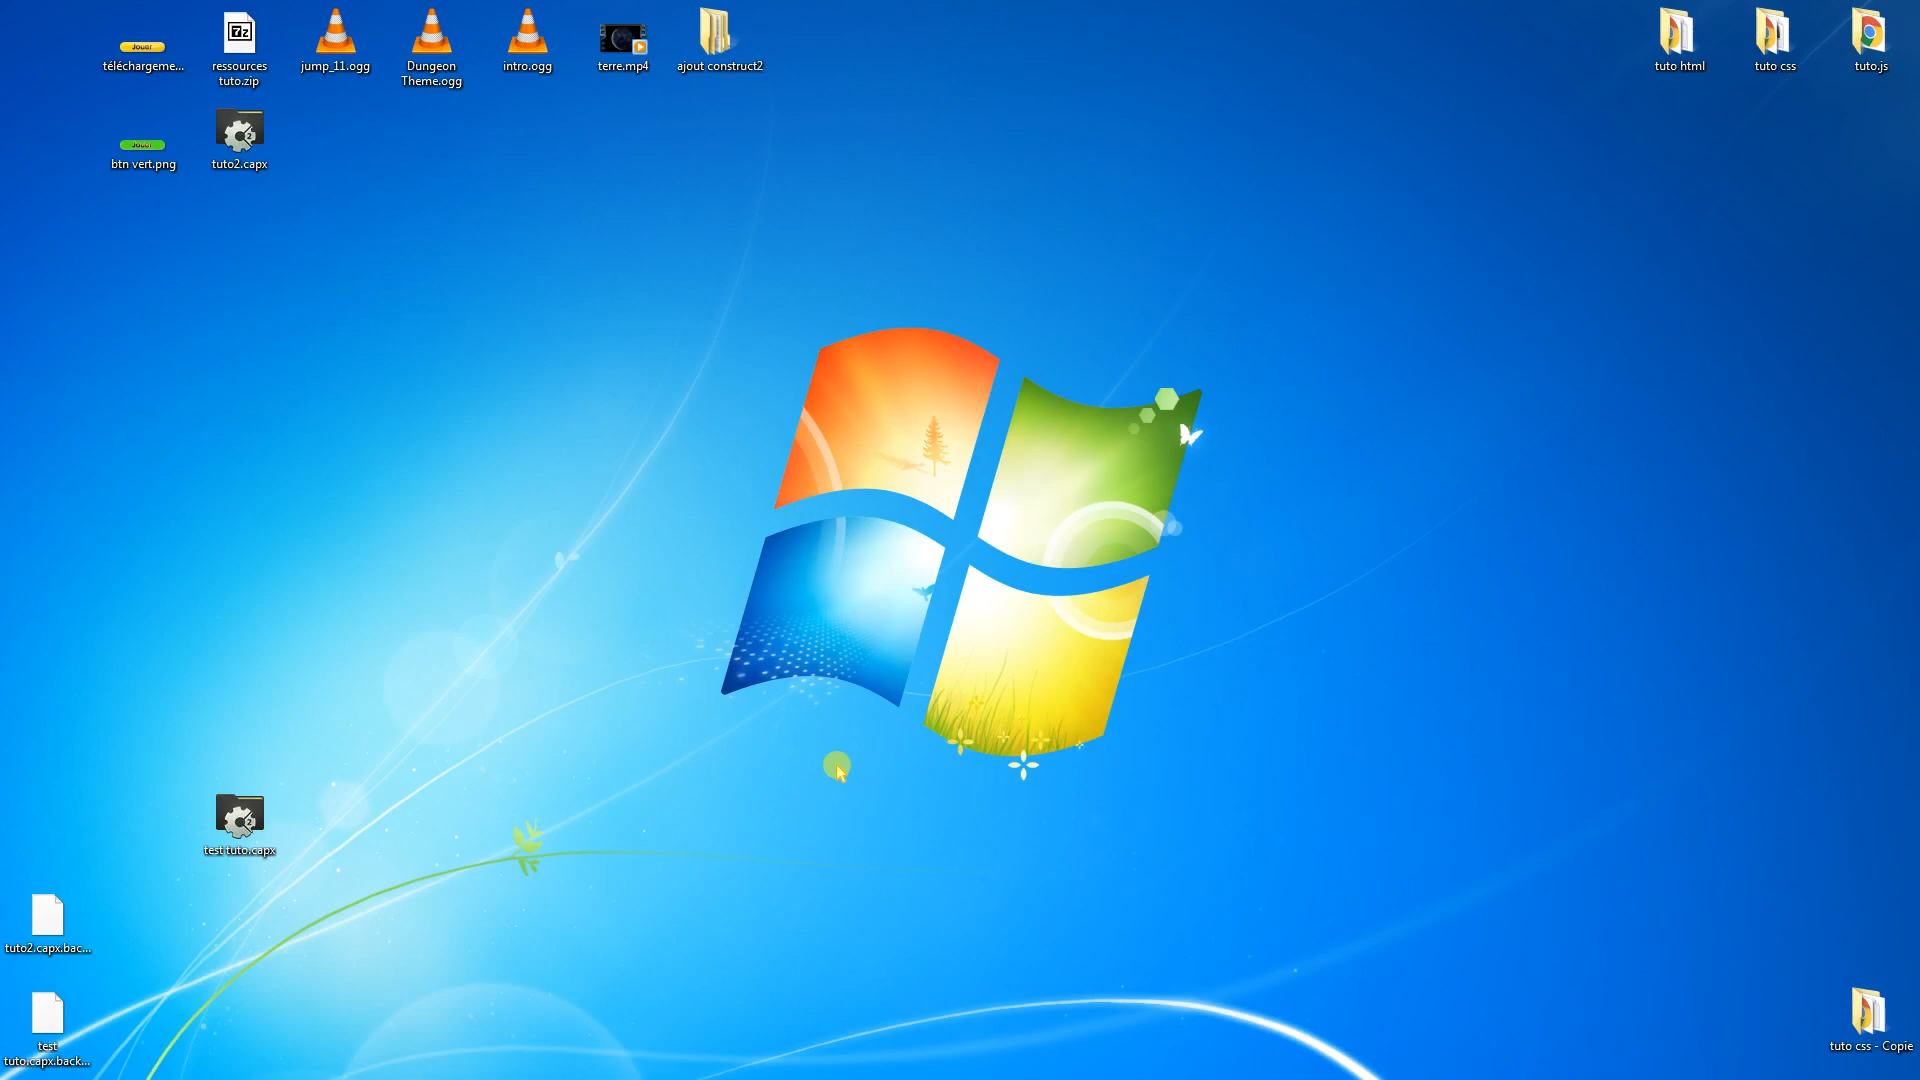 Jouer
téléchargeme...
ressources
tuto.zip
jump_11.ogg
Dungeon
Theme.ogg
intro.ogg
terre.mp4
ajout construct2
tuto html
tuto css
tuto.js
Jouer
btn vert.png
tuto2.capx
test tuto.capx
tuto2.capx.bac...
test
tuto.capx.back...
tuto css - Copie